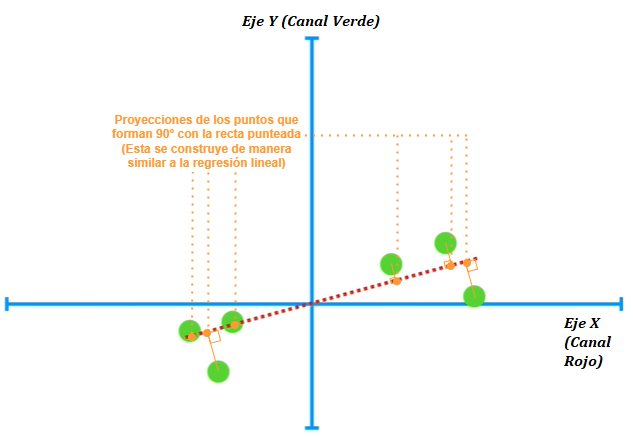 Eje Y (Canal Verde)
Proyecciones de los puntos que
forman 90º con la recta punteada
(Esta se construye de manera
similar a la regresión lineal)
Eje X
(Canal
Rojo)